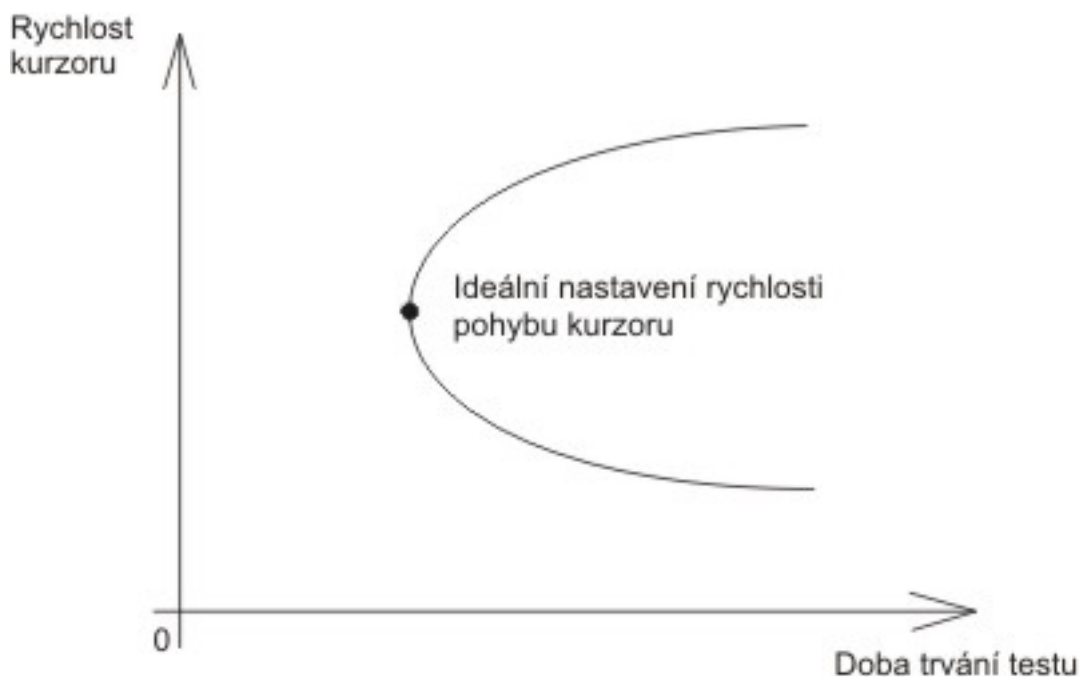 Rychlost
kurzoru
Ideální nastavení rychlosti
pohybu kurzoru
0
Doba trvání testu